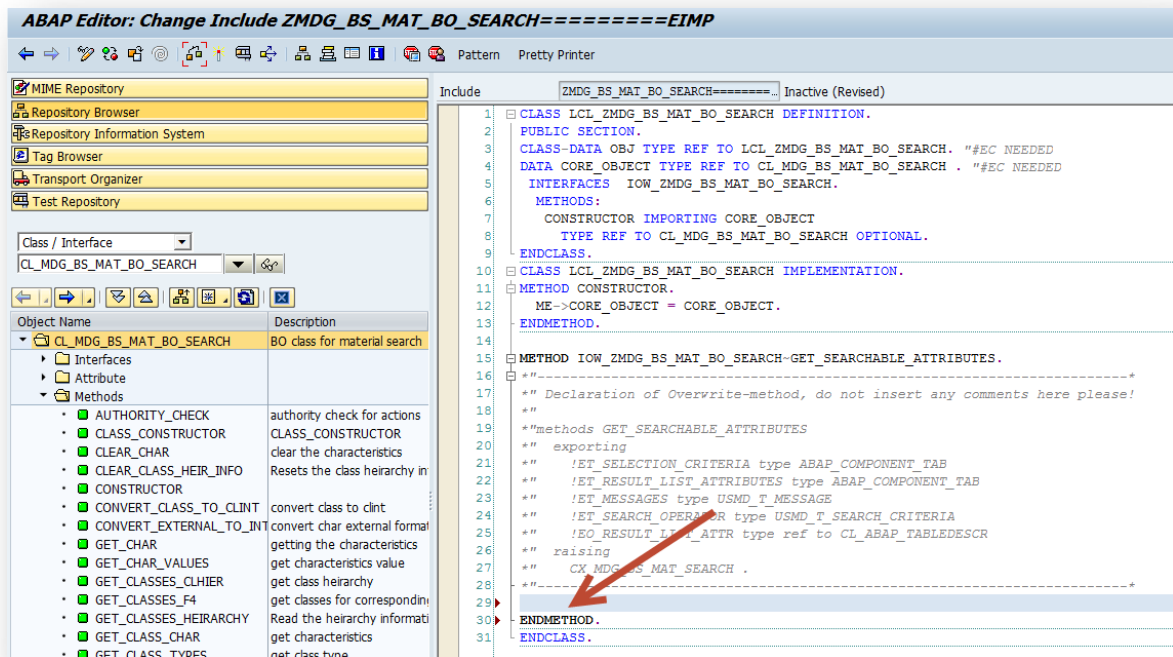 ABAP Editor: Change Include ZMDG_BS_MAT_BO_SEARCH=========EIMP
Pattern Pretty Printer
MIME Repository
Repository Browser
Repository Information System
Tag Browser
Transport Organizer
Test Repository
Class / Interface
CL_MDG_BS_MAT_BO_SEARCH
Object Name Description
CL_MDG_BS_MAT_BO_SEARCH BO class for material search
Interfaces
Attribute
Methods
AUTHORITY_CHECK authority check for actions
CLASS_CONSTRUCTOR CLASS_CONSTRUCTOR
CLEAR_CHAR clear the characteristics
CLEAR_CLASS_HEIR_INFO Resets the class heirarchy in
CONSTRUCTOR
CONVERT_CLASS_TO_CLINT convert class to clint
CONVERT_EXTERNAL_TO_INT convert char external format
GET_CHAR getting the characteristics
GET_CHAR_VALUES get characteristics value
GET_CLASSES_CLHIER get class heirarchy
GET_CLASSES_F4 get classes for corresponding
GET_CLASSES_HEIRARCHY Read the heirarchy informati
GET_CLASS_CHAR get characteristics
GET_CLASS_TYPES get class type
Include ZMDG_BS_MAT_BO_SEARCH========… Inactive (Revised)
1 CLASS LCL_ZMDG_BS_MAT_BO_SEARCH DEFINITION.
2 PUBLIC SECTION.
3 CLASS-DATA OBJ TYPE REF TO LCL_ZMDG_BS_MAT_BO_SEARCH. "#EC NEEDED
4 DATA CORE_OBJECT TYPE REF TO CL_MDG_BS_MAT_BO_SEARCH . "#EC NEEDED
5 INTERFACES IOW_ZMDG_BS_MAT_BO_SEARCH.
6 METHODS:
7 CONSTRUCTOR IMPORTING CORE_OBJECT
8 TYPE REF TO CL_MDG_BS_MAT_BO_SEARCH OPTIONAL.
9 ENDCLASS.
10 CLASS LCL_ZMDG_BS_MAT_BO_SEARCH IMPLEMENTATION.
11 METHOD CONSTRUCTOR.
12 ME->CORE_OBJECT = CORE_OBJECT.
13 ENDMETHOD.
14
15 METHOD IOW_ZMDG_BS_MAT_BO_SEARCH~GET_SEARCHABLE_ATTRIBUTES.
16 *"------------------------------------------------------------------------*
17 *" Declaration of Overwrite-method, do not insert any comments here please!
18 *"
19 *"methods GET_SEARCHABLE_ATTRIBUTES
20 *" exporting
21 *" !ET_SELECTION_CRITERIA type ABAP_COMPONENT_TAB
22 *" !ET_RESULT_LIST_ATTRIBUTES type ABAP_COMPONENT_TAB
23 *" !ET_MESSAGES type USMD_T_MESSAGE
24 *" !ET_SEARCH_OPERATOR type USMD_T_SEARCH_CRITERIA
25 *" !EO_RESULT_LIST_ATTR type ref to CL_ABAP_TABLEDESCR
26 *" raising
27 *" CX_MDG_BS_MAT_SEARCH .
28 *"------------------------------------------------------------------------*
29
30 ENDMETHOD.
31 ENDCLASS.